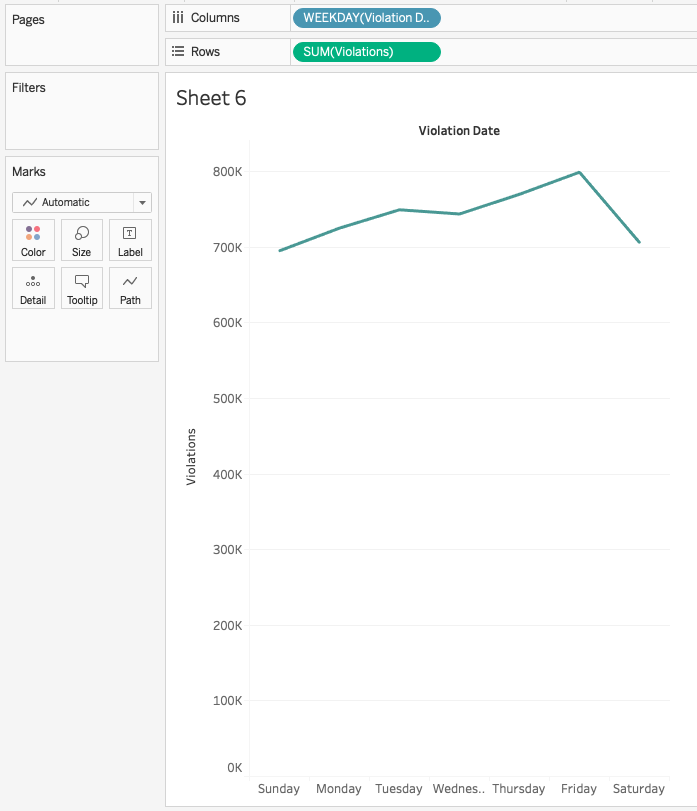 Pages
Columns
WEEKDAY(Violation D..
Rows
SUM(Violations)
Filters
Marks
Automatic
Color
Size
T
Label
Detail
Tooltip
Path
Sheet 6
Violation Date
800K
700K
600K
500K
400K
300K
200K
100K
0K
Violations
Sunday
Monday
Tuesday
Wednes..
Thursday
Friday
Saturday